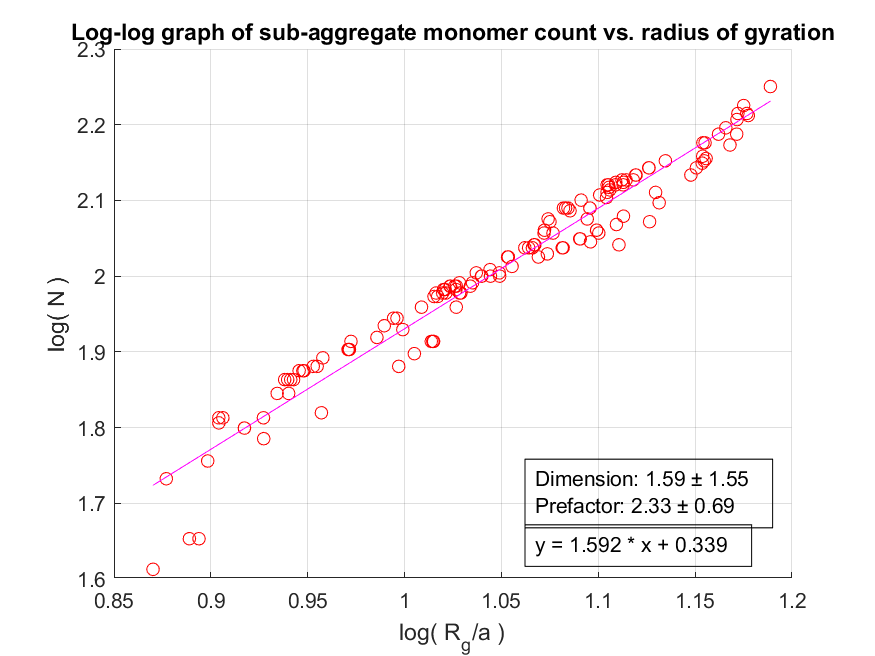 Log-log graph of sub-aggregate monomer count vs. radius of gyration
2.3
2.2
2.1
2
1.9
1.8
1.7
1.6
log( N )
Dimension: 1.59 ± 1.55
Prefactor: 2.33 ± 0.69
y = 1.592 * x + 0.339
0.85 0.9 0.95 1 1.05 1.1 1.15 1.2
log( R_g/a )